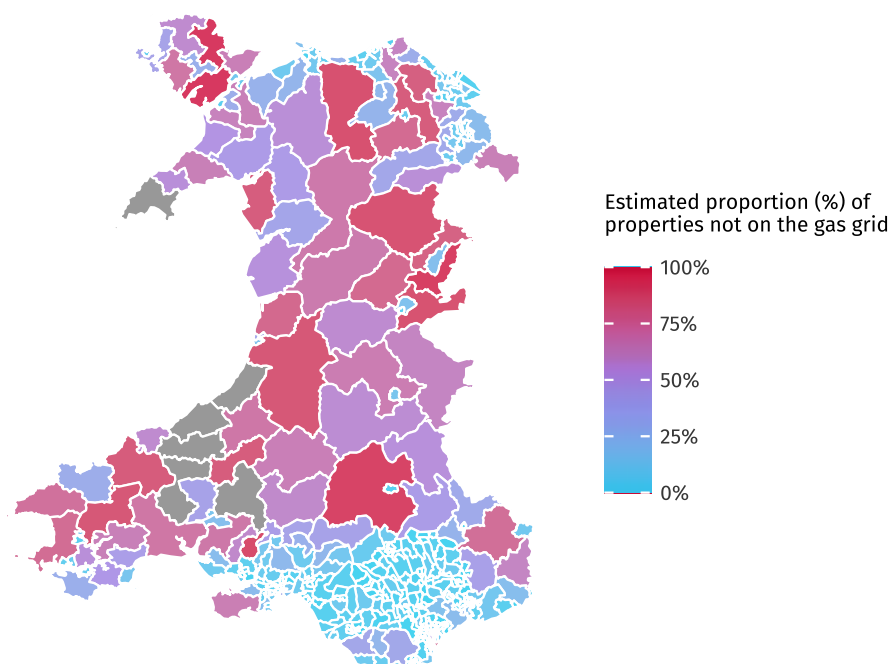 Estimated proportion (%) of
properties not on the gas grid
100%
75%
50%
25%
0%